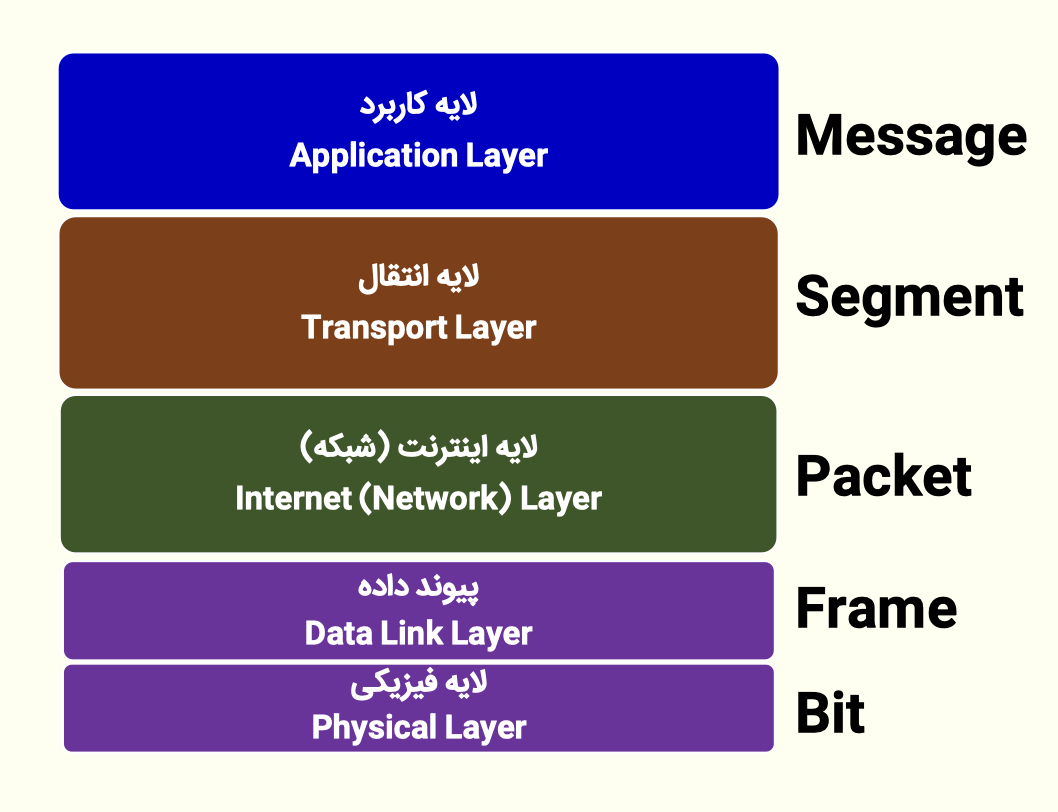 لایه کاربرد
Application Layer
Message
لایه انتقال
Transport Layer
Segment
لایه اینترنت (شبکه)
Internet (Network) Layer
Packet
پیوند داده
Data Link Layer
Frame
لایه فیزیکی
Physical Layer
Bit